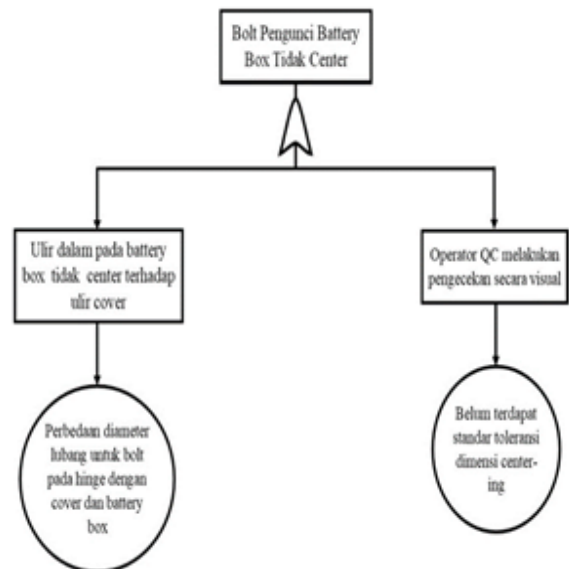 Bolt Pengunci Battery
Box Tidak Center
Ulir dalam pada battery
box tidak center terhadap
ulir cover
Operator QC melakukan
pengecekan secara visual
Perbedaan diameter
lubang untuk bolt
pada hinge dengan
cover dan battery
box
Belum terdapat
standar toleransi
dimensi center-
ing